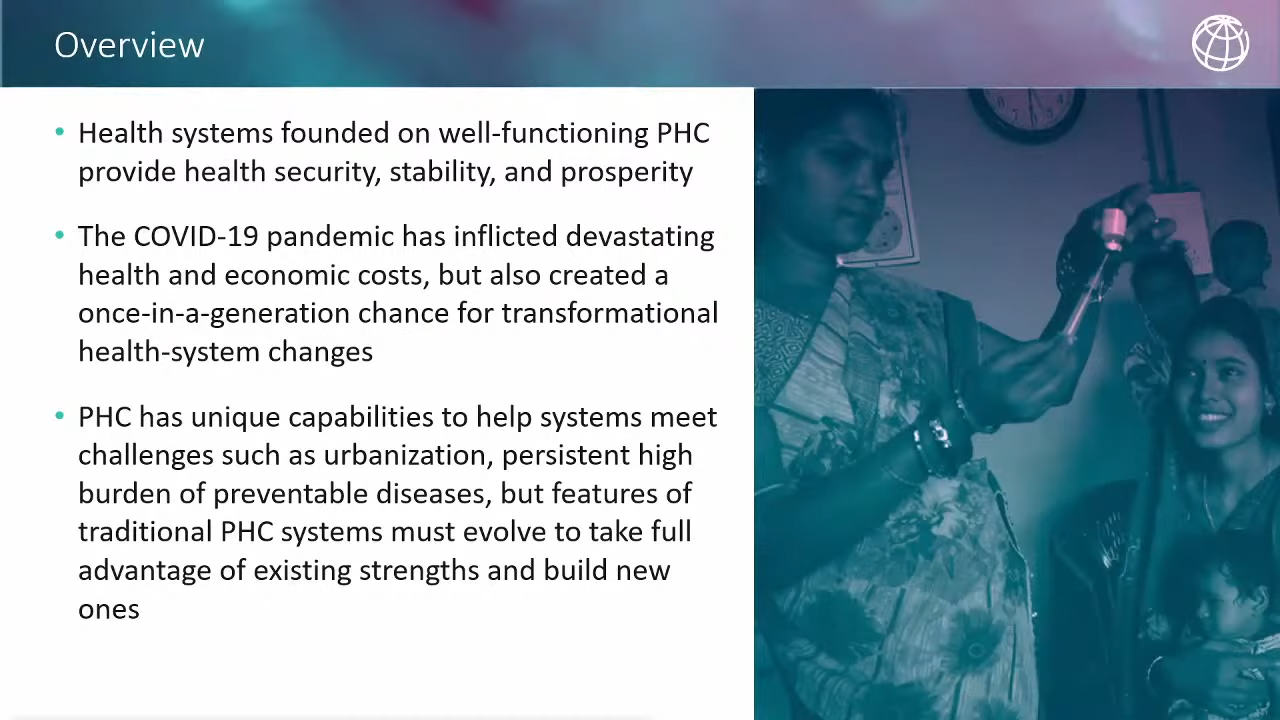 Overview
• Health systems founded on well-functioning PHC
provide health security, stability, and prosperity
• The COVID-19 pandemic has inflicted devastating
health and economic costs, but also created a
once-in-a-generation chance for transformational
health-system changes
• PHC has unique capabilities to help systems meet
challenges such as urbanization, persistent high
burden of preventable diseases, but features of
traditional PHC systems must evolve to take full
advantage of existing strengths and build new
ones